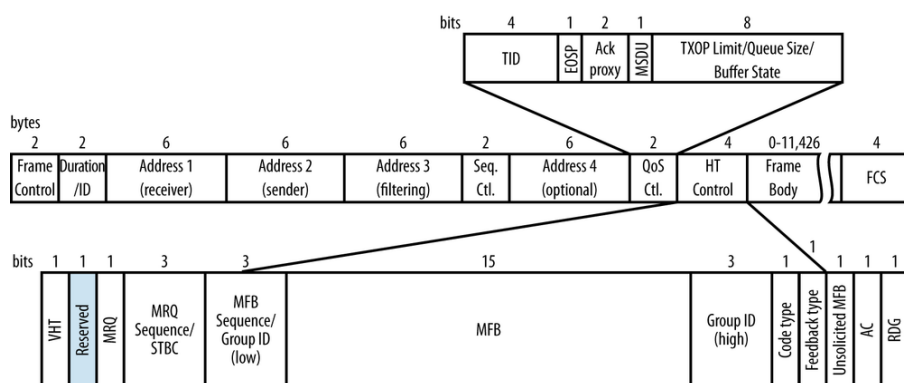 bits 4 1 2 1 8
TID
EOSP
Ack
proxy
MSDU
TXOP Limit/Queue Size/
Buffer State
bytes
2 2 6 6 6 2 6 2 4 0-11,426 4
Frame
Control
Duration
/ID
Address 1
(receiver)
Address 2
(sender)
Address 3
(filtering)
Seq.
Ctl.
Address 4
(optional)
QoS
Ctl.
HT
Control
Frame
Body
FCS
bits 1 1 1 3 3 15 3 1 1 1 1 1
VHT
Reserved
MRQ
MRQ
Sequence/
STBC
MFB
Sequence/
Group ID
(low)
MFB
Group ID
(high)
Code type
Feedback type
Unsolicited MFB
AC
RDG